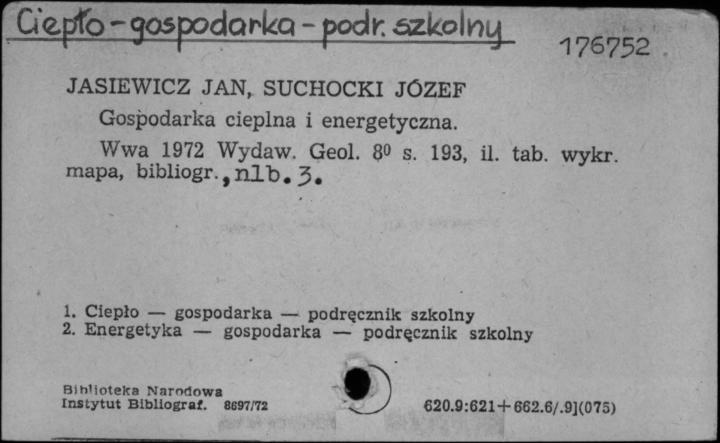 Ciepło-gospodarka-podr. szkolny
176752
JASIEWICZ JAN, SUCHOCKI JÓZEF
Gospodarka cieplna i energetyczna.
Wwa 1972 Wydaw. Geol. 8⁰ s. 193, il. tab. wykr.
mapa, bibliogr., nlb. 3.
1. Ciepło — gospodarka — podręcznik szkolny
2. Energetyka — gospodarka — podręcznik szkolny
Biblioteka Narodowa
Instytut Bibliograf. 8697/72
620.9:621+662.6/.9](075)